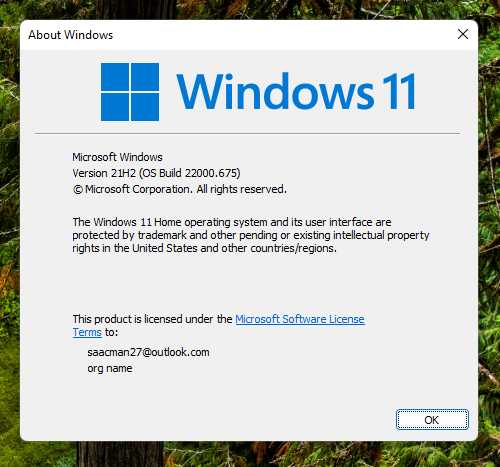 About Windows
Windows 11
Microsoft Windows
Version 21H2 (OS Build 22000.675)
© Microsoft Corporation. All rights reserved.
The Windows 11 Home operating system and its user interface are
protected by trademark and other pending or existing intellectual property
rights in the United States and other countries/regions.
This product is licensed under the Microsoft Software License
Terms to:
saacman27@outlook.com
org name
OK